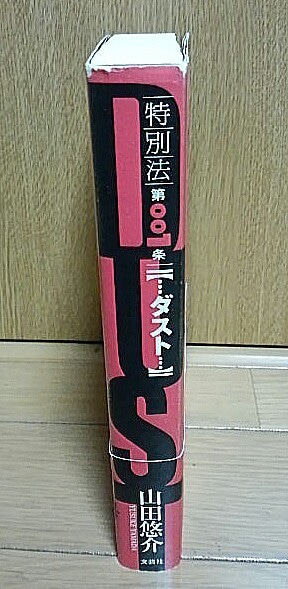 DUST
特別法
第001条
【…ダスト…】
山田悠介
YUSUKE YAMADA
文芸社